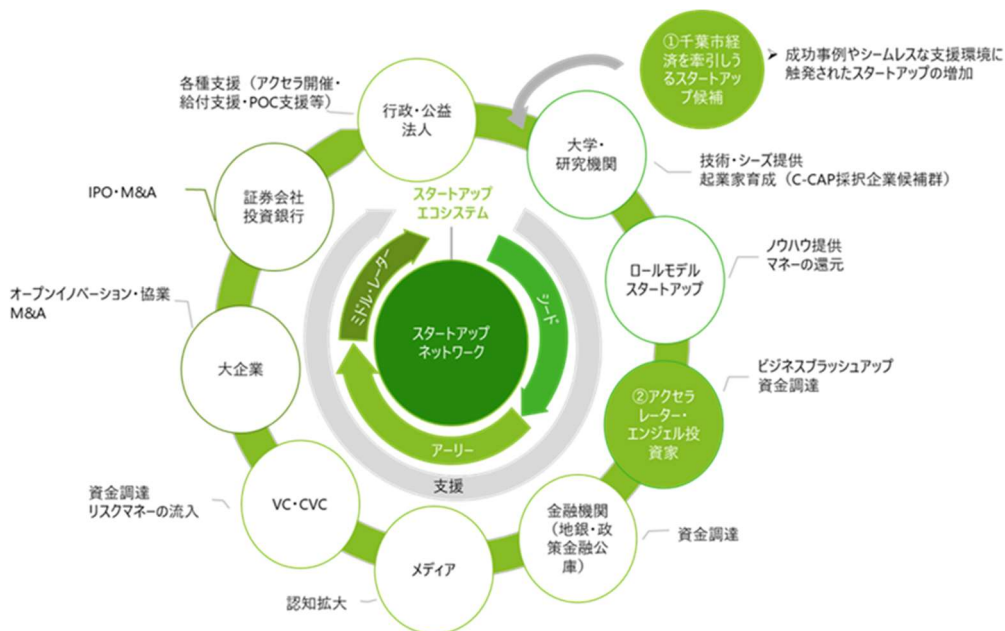 ①千葉市経
済を牽引しう
るスタートアッ
プ候補
➤ 成功事例やシームレスな支援環境に
触発されたスタートアップの増加
各種支援（アクセラ開催・
給付支援・POC支援等）
行政・公益
法人
大学・
研究機関
技術・シーズ提供
起業家育成（C-CAP採択企業候補群）
IPO・M&A
証券会社
投資銀行
スタートアップ
エコシステム
ロールモデル
スタートアップ
ノウハウ提供
マネーの還元
オープンイノベーション・協業
M&A
大企業
ミドル・レーター
シード
アーリー
スタートアップ
ネットワーク
支援
②アクセラ
レーター・
エンジェル投
資家
ビジネスブラッシュアップ
資金調達
資金調達
リスクマネーの流入
VC・CVC
金融機関
（地銀・政
策金融公
庫）
資金調達
メディア
認知拡大